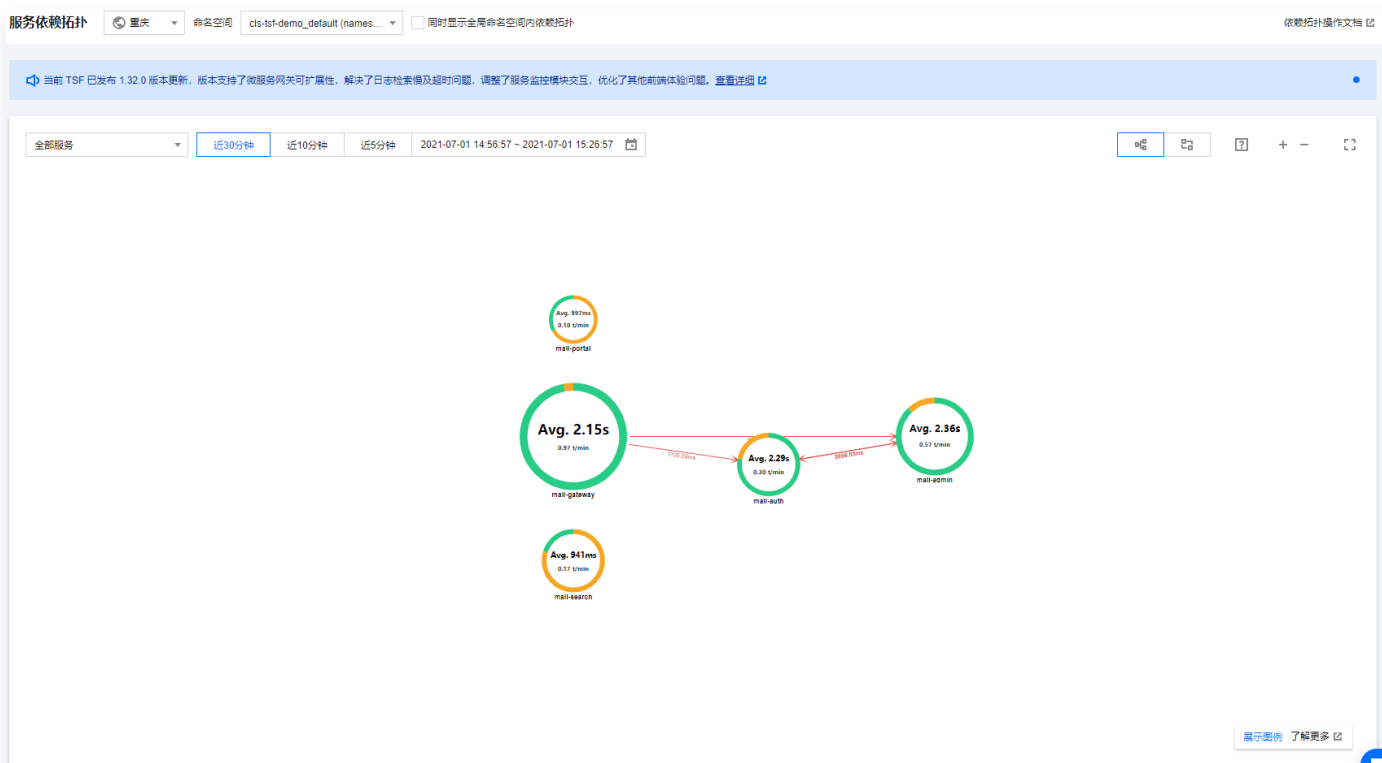 服务依赖拓扑 重庆 命名空间 cls-tsf-demo_default (names... 同时显示全局命名空间内依赖拓扑 依赖拓扑操作文档
当前 TSF 已发布 1.32.0 版本更新，版本支持了微服务网关可扩展性，解决了日志检索慢及超时问题，调整了服务监控模块交互，优化了其他前端体验问题。查看详细
全部服务 近30分钟 近10分钟 近5分钟 2021-07-01 14:56:57 ~ 2021-07-01 15:26:57
Avg. 997ms
0.10 t/min
mall-portal
Avg. 2.15s
0.97 t/min
mall-gateway
Avg. 2.29s
0.30 t/min
mall-auth
Avg. 2.36s
0.57 t/min
mall-admin
Avg. 941ms
0.17 t/min
mall-search
展示图例 了解更多